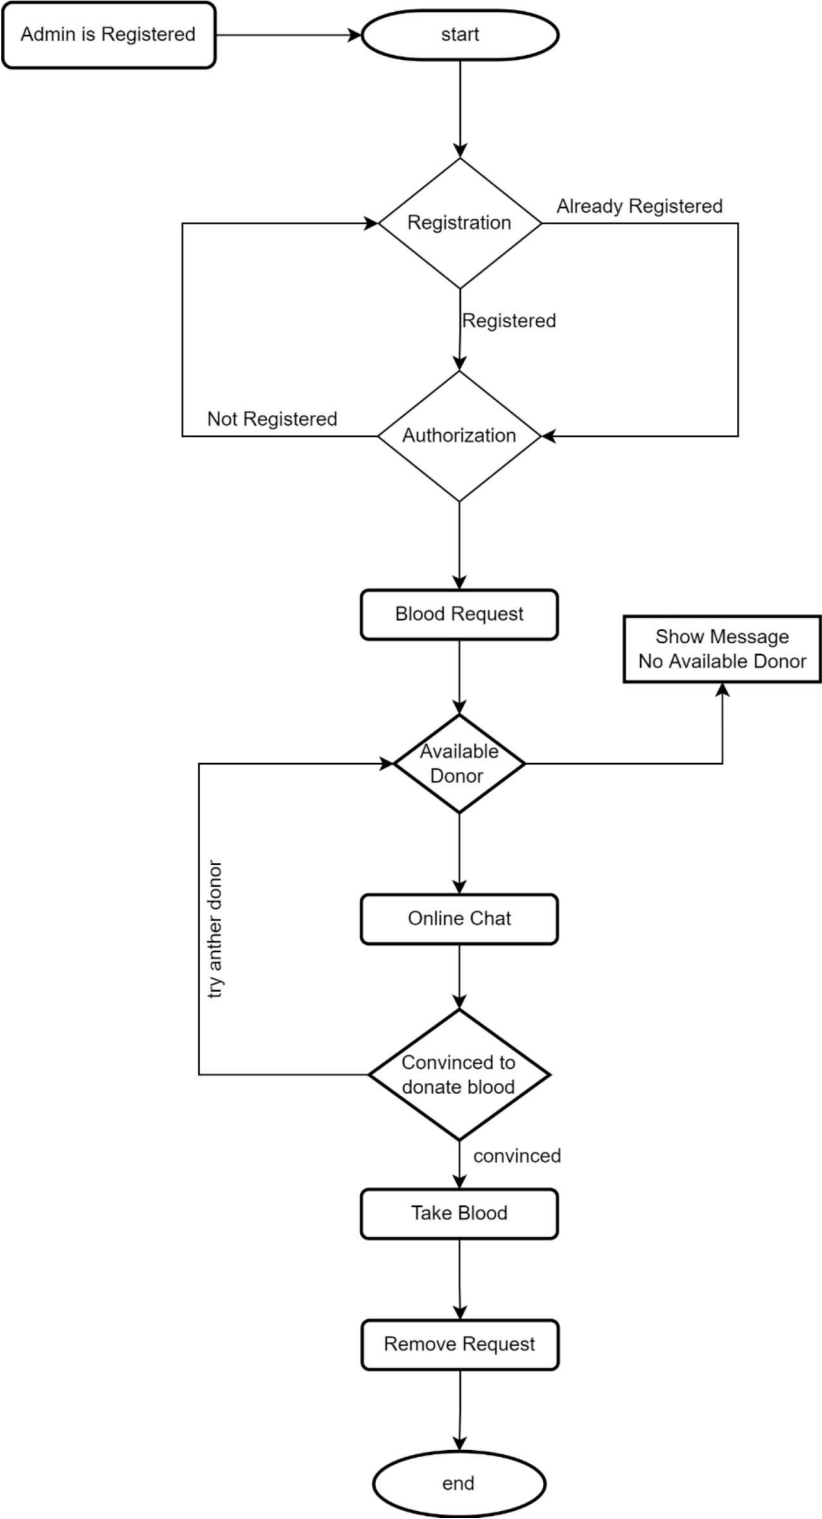 Admin is Registered
start
Registration
Already Registered
Registered
Not Registered
Authorization
Blood Request
Show Message
No Available Donor
Available
Donor
try anther donor
Online Chat
Convinced to
donate blood
convinced
Take Blood
Remove Request
end